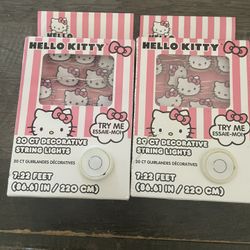 HELLO
HELLO KITTY
TRY ME
ESSAIE-MOI
20 CT DECORATIVE
STRING LIGHTS
20 CT GUIRLANDES DÉCORATIVES
7.22 FEET
(86.61 IN / 220 CM)
HELLO
HELLO KITTY
TRY ME
ESSAIE-MOI
20 CT DECORATIVE
STRING LIGHTS
20 CT GUIRLANDES DÉCORATIVES
7.22 FEET
(86.61 IN / 220 CM)